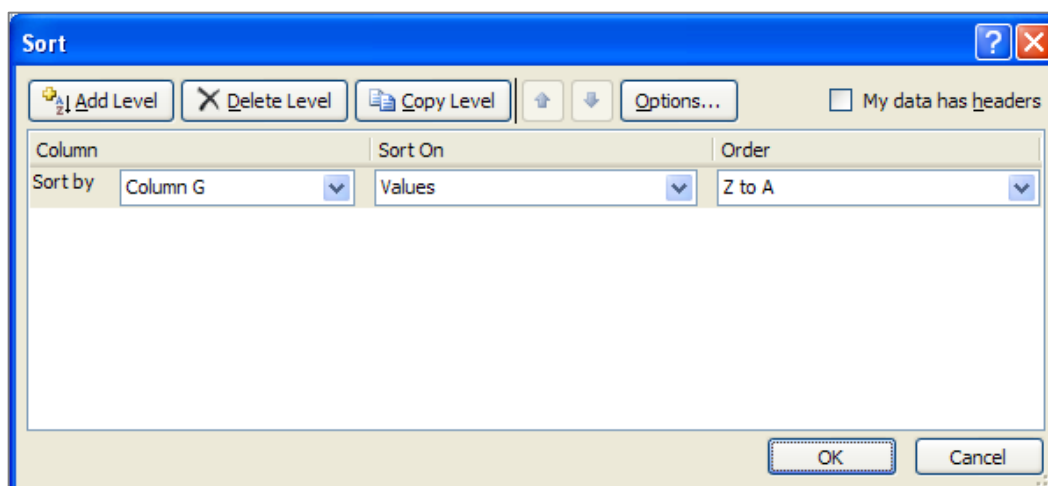 Sort
Add Level Delete Level Copy Level Options... My data has headers
Column Sort On Order
Sort by Column G Values Z to A
OK Cancel